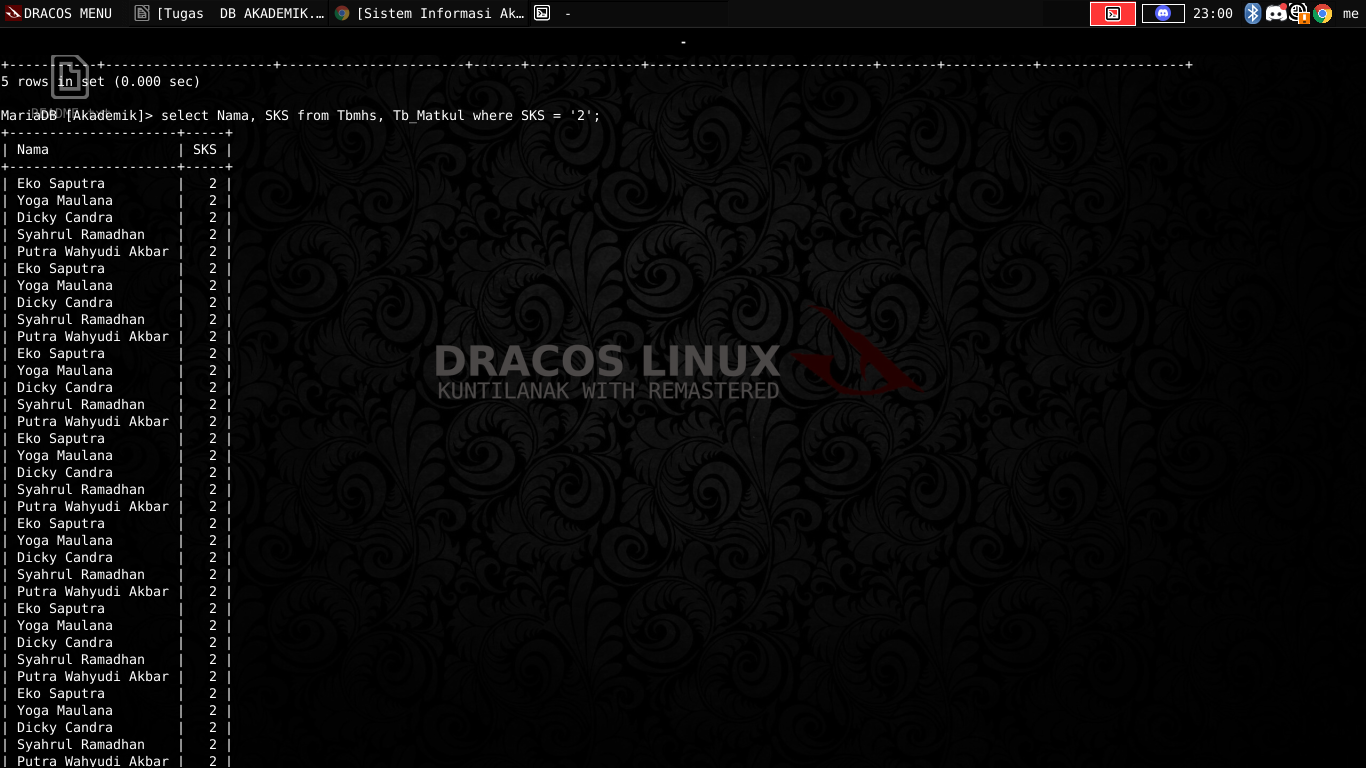 DRACOS MENU [Tugas DB AKADEMIK.... [Sistem Informasi Ak... - 23:00 me
-
+----------+---------------------+-----------------------+------+--------------+----------------------------+-------+-----------+-----------------+
5 rows in set (0.000 sec)
MariaDB [Akademik]> select Nama, SKS from Tbmhs, Tb_Matkul where SKS = '2';
+---------------------+-----+
| Nama | SKS |
+---------------------+-----+
| Eko Saputra | 2 |
| Yoga Maulana | 2 |
| Dicky Candra | 2 |
| Syahrul Ramadhan | 2 |
| Putra Wahyudi Akbar | 2 |
| Eko Saputra | 2 |
| Yoga Maulana | 2 |
| Dicky Candra | 2 |
| Syahrul Ramadhan | 2 |
| Putra Wahyudi Akbar | 2 |
| Eko Saputra | 2 |
| Yoga Maulana | 2 |
| Dicky Candra | 2 |
| Syahrul Ramadhan | 2 |
| Putra Wahyudi Akbar | 2 |
| Eko Saputra | 2 |
| Yoga Maulana | 2 |
| Dicky Candra | 2 |
| Syahrul Ramadhan | 2 |
| Putra Wahyudi Akbar | 2 |
| Eko Saputra | 2 |
| Yoga Maulana | 2 |
| Dicky Candra | 2 |
| Syahrul Ramadhan | 2 |
| Putra Wahyudi Akbar | 2 |
| Eko Saputra | 2 |
| Yoga Maulana | 2 |
| Dicky Candra | 2 |
| Syahrul Ramadhan | 2 |
| Putra Wahyudi Akbar | 2 |
| Eko Saputra | 2 |
| Yoga Maulana | 2 |
| Dicky Candra | 2 |
| Syahrul Ramadhan | 2 |
| Putra Wahyudi Akbar | 2 |
DRACOS LINUX
KUNTILANAK WITH REMASTERED